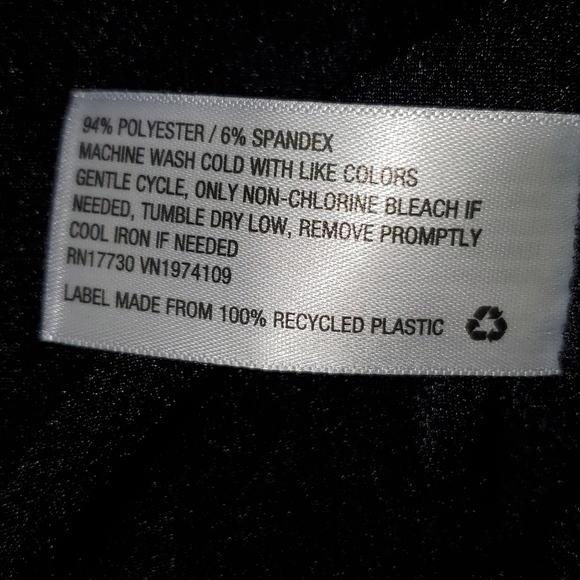 94% POLYESTER / 6% SPANDEX
MACHINE WASH COLD WITH LIKE COLORS
GENTLE CYCLE, ONLY NON-CHLORINE BLEACH IF
NEEDED, TUMBLE DRY LOW, REMOVE PROMPTLY
COOL IRON IF NEEDED
RN17730 VN1974109
LABEL MADE FROM 100% RECYCLED PLASTIC